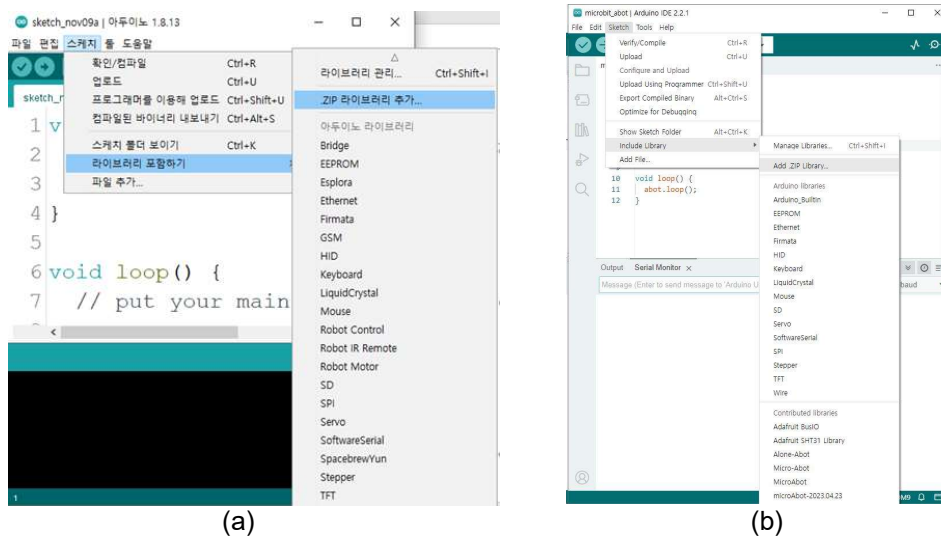 sketch_nov09a | 아두이노 1.8.13
파일 편집 스케치 툴 도움말
확인/컴파일 Ctrl+R
업로드 Ctrl+U
프로그래머를 이용해 업로드 Ctrl+Shift+U
컴파일된 바이너리 내보내기 Ctrl+Alt+S
스케치 폴더 보이기 Ctrl+K
라이브러리 포함하기
파일 추가...
라이브러리 관리... Ctrl+Shift+I
.ZIP 라이브러리 추가...
아두이노 라이브러리
Bridge
EEPROM
Esplora
Ethernet
Firmata
GSM
HID
Keyboard
LiquidCrystal
Mouse
Robot Control
Robot IR Remote
Robot Motor
SD
SPI
Servo
SoftwareSerial
SpacebrewYun
Stepper
TFT
sketch_n
1 v
2
3
4 }
5
6 void loop() {
7 // put your main
1
(a)
microbit_abot | Arduino IDE 2.2.1
File Edit Sketch Tools Help
Verify/Compile Ctrl+R
Upload Ctrl+U
Configure and Upload
Upload Using Programmer Ctrl+Shift+U
Export Compiled Binary Alt+Ctrl+S
Optimize for Debugging
Show Sketch Folder Alt+Ctrl+K
Include Library
Add File...
Manage Libraries... Ctrl+Shift+I
Add .ZIP Library...
Arduino libraries
Arduino_BuiltIn
EEPROM
Ethernet
Firmata
HID
Keyboard
LiquidCrystal
Mouse
SD
Servo
SoftwareSerial
SPI
Stepper
TFT
Wire
Contributed libraries
Adafruit BusIO
Adafruit SHT31 Library
Alone-Abot
Micro-Abot
MicroAbot
microAbot-2023.04.23
10 void loop() {
11 abot.loop();
12 }
Output Serial Monitor x
Message (Enter to send message to 'Arduino U
baud
(b)